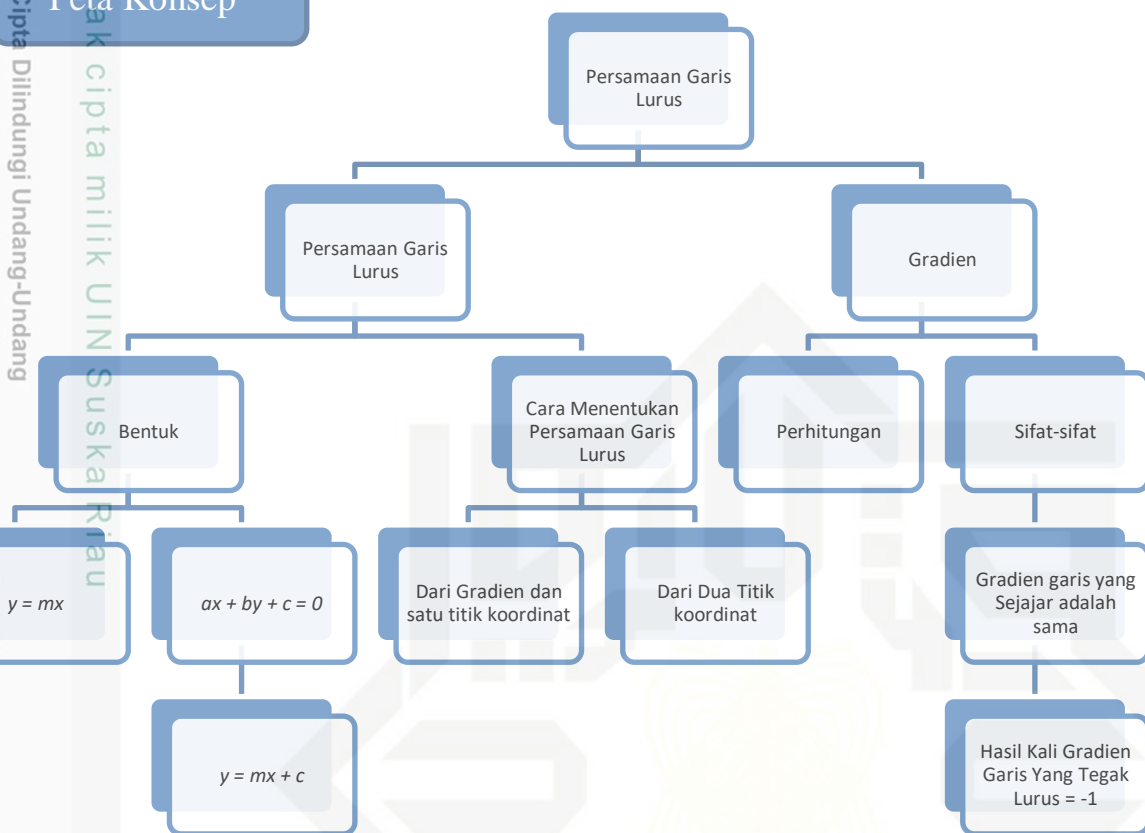 Peta Konsep
Cipta Dilindungi Undang-Undang
ak cipta milik UIN Suska Riau
Persamaan Garis
Lurus
Persamaan Garis
Lurus
Gradien
Bentuk
Cara Menentukan
Persamaan Garis
Lurus
Perhitungan
Sifat-sifat
y = mx
ax + by + c = 0
Dari Gradien dan
satu titik koordinat
Dari Dua Titik
koordinat
Gradien garis yang
Sejajar adalah
sama
y = mx + c
Hasil Kali Gradien
Garis Yang Tegak
Lurus = -1